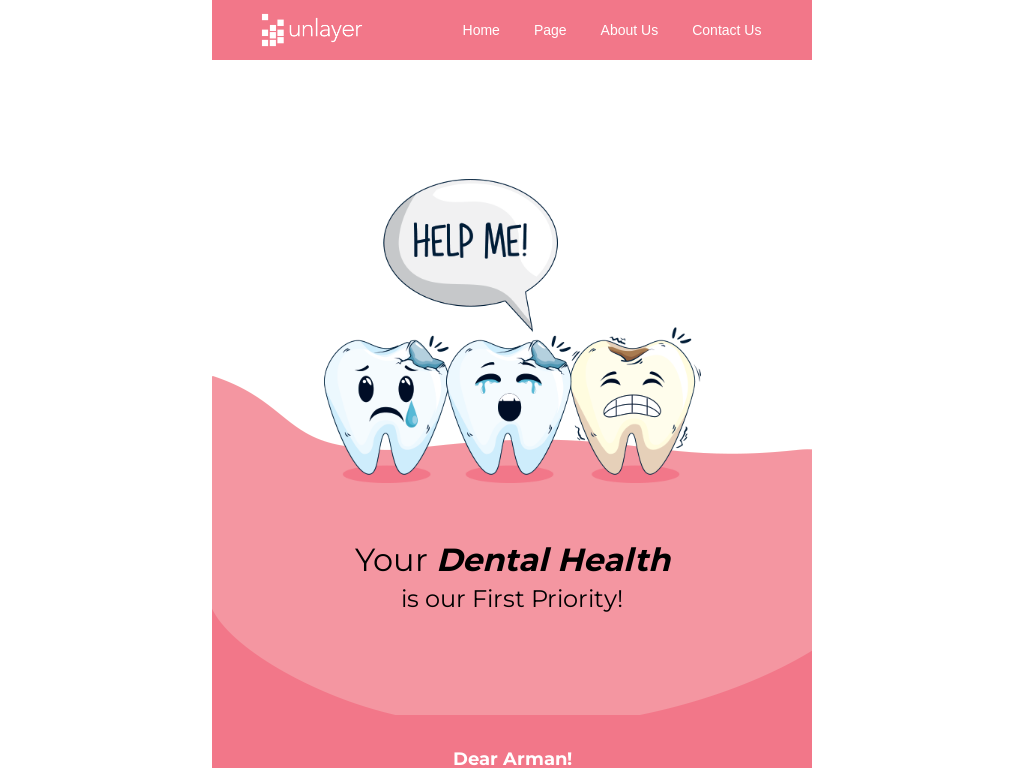 unlayer
Home Page About Us Contact Us
HELP ME!
Your Dental Health
is our First Priority!
Dear Arman!